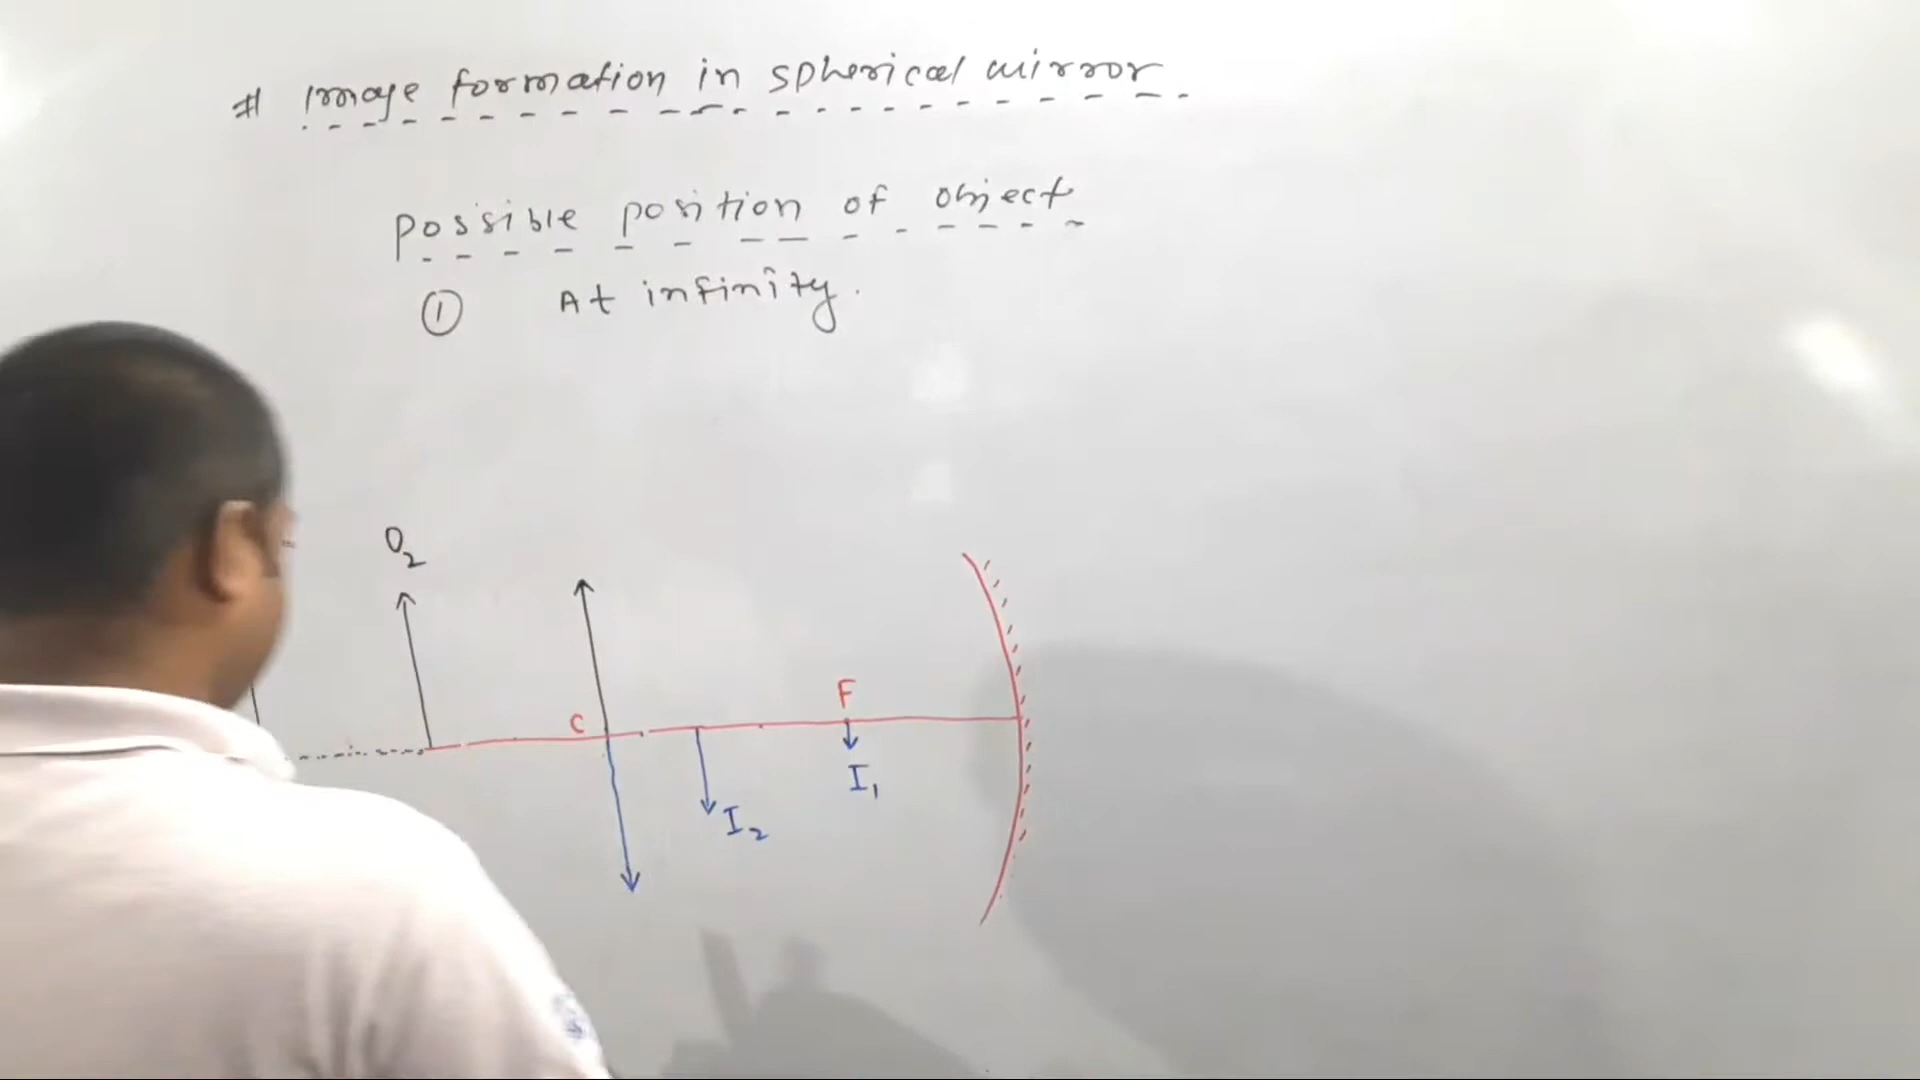 # Image formation in spherical mirror
possible position of object
① At infinity.
O2
F
C
I1
I2